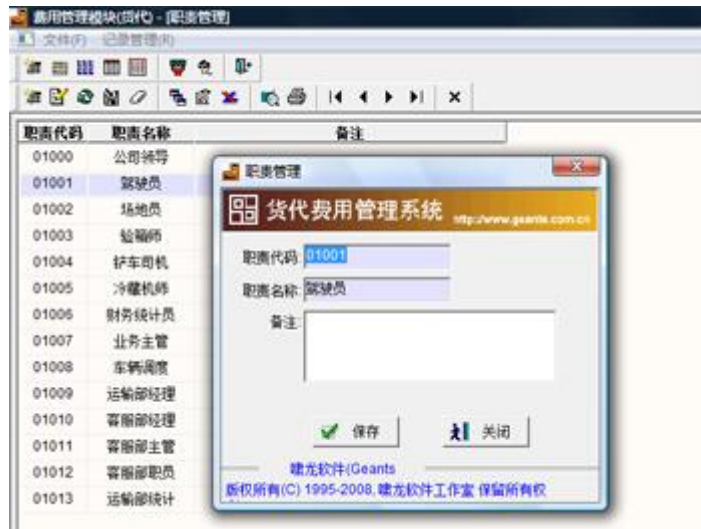 费用管理模块(货代) - [职责管理]
文件(F) 记录管理(R)
职责代码 职责名称 备注
01000 公司领导
01001 驾驶员
01002 场地员
01003 验箱师
01004 铲车司机
01005 冷藏机师
01006 财务统计员
01007 业务主管
01008 车辆调度
01009 运输部经理
01010 客服部经理
01011 客服部主管
01012 客服部职员
01013 运输部统计
职责管理
货代费用管理系统 http://www.geants.com.cn
职责代码: 01001
职责名称: 驾驶员
备注:
保存 关闭
啸龙软件(Geants
版权所有(C) 1995-2008, 啸龙软件工作室 保留所有权